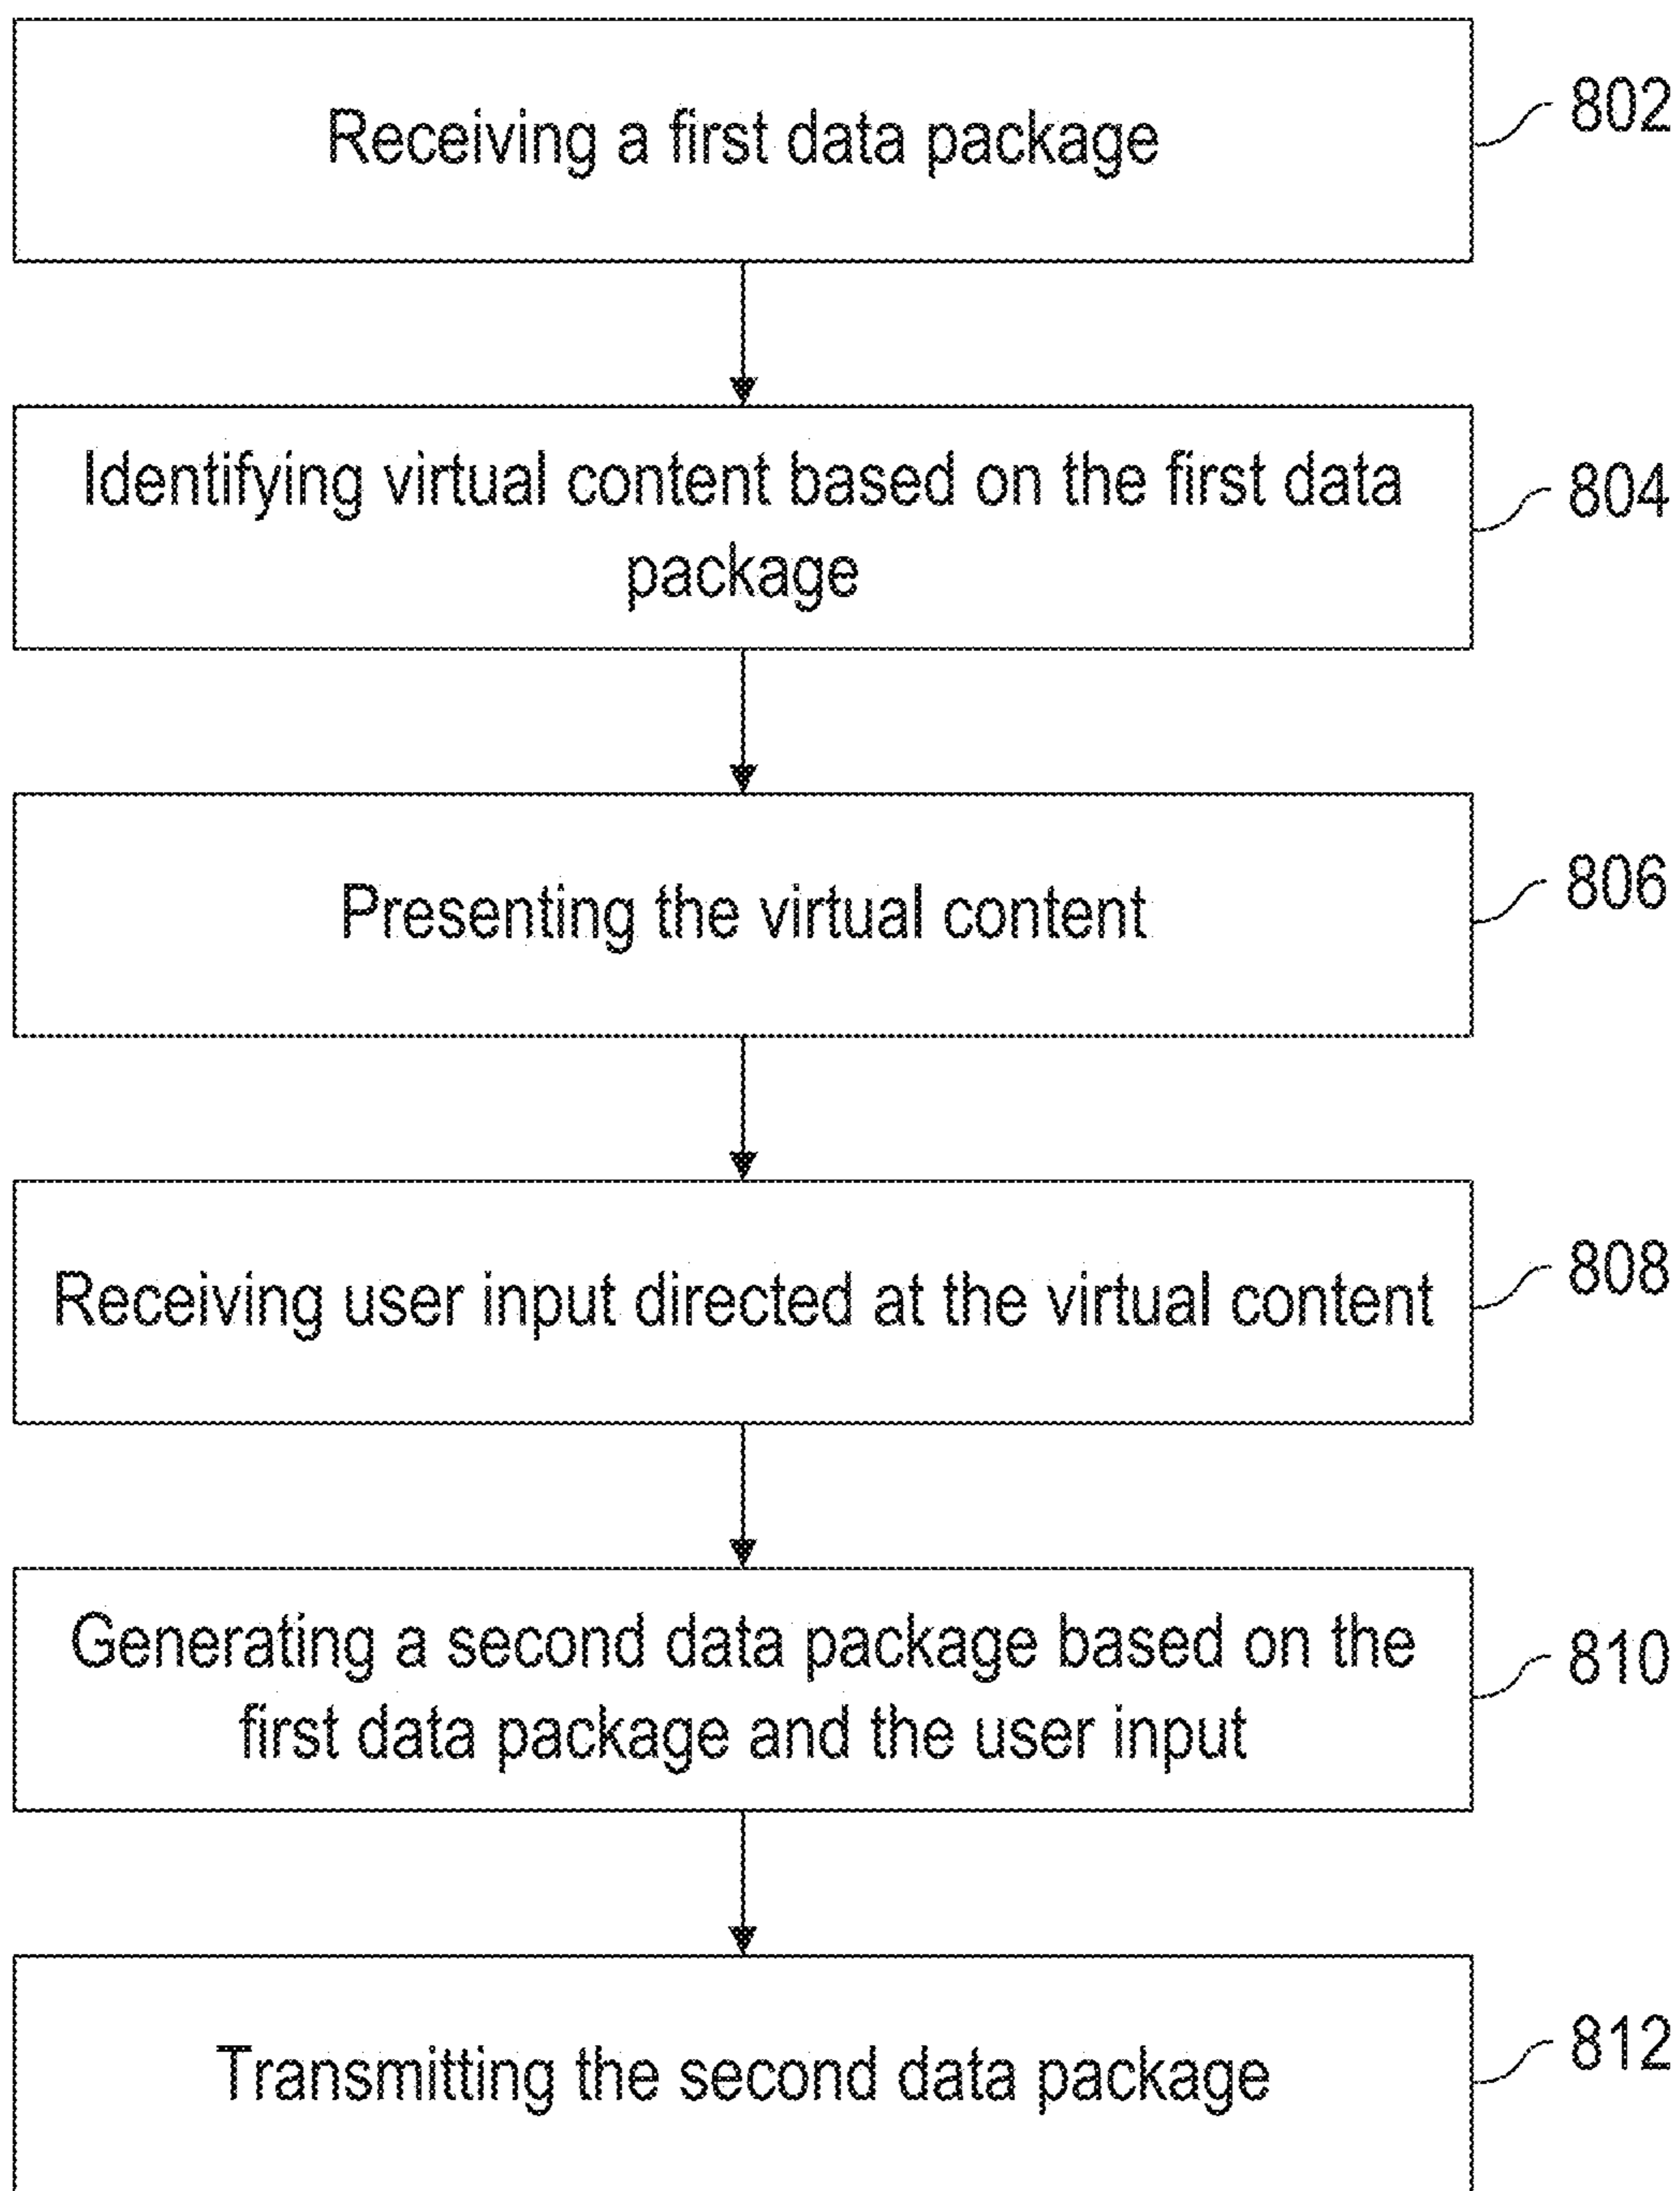 Receiving a first data package
802
Identifying virtual content based on the first data
package
804
Presenting the virtual content
806
Receiving user input directed at the virtual content
808
Generating a second data package based on the
first data package and the user input
810
Transmitting the second data package
812